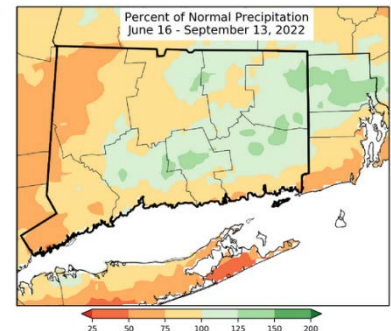 Percent of Normal Precipitation
June 16 - September 13, 2022
25 50 75 100 125 150 200